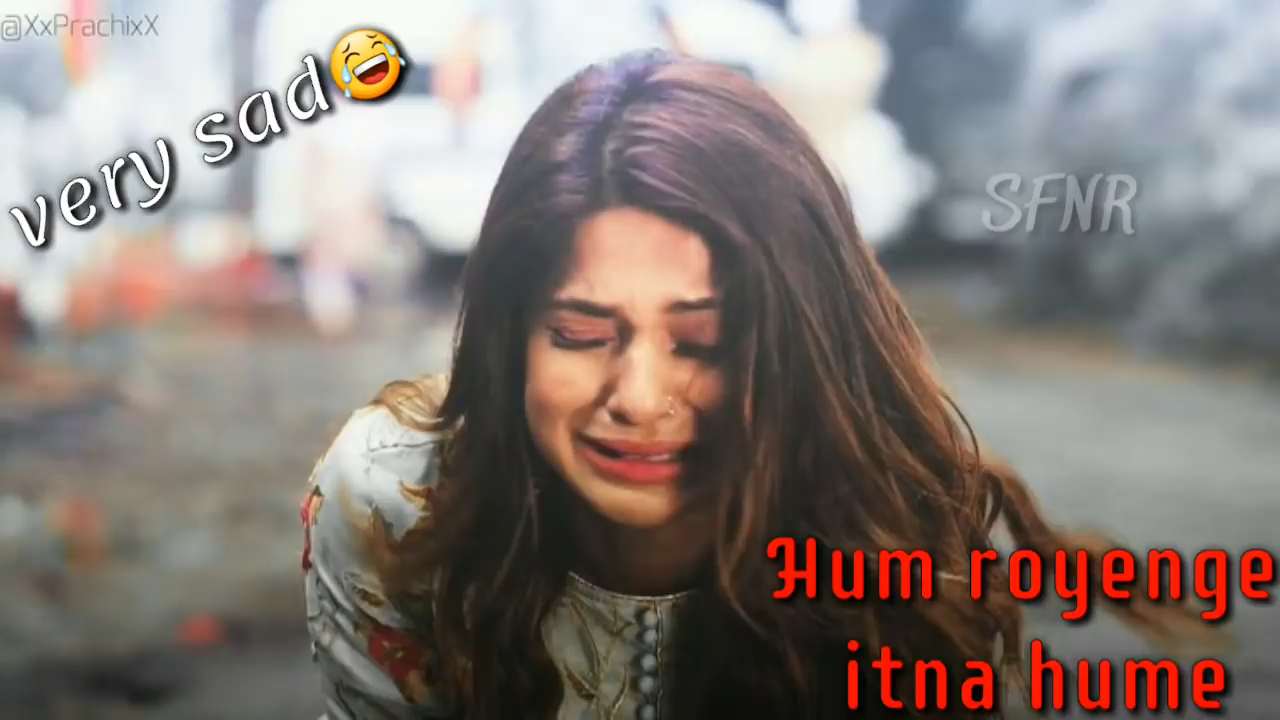 @XxPrachixX
very sad😂
SFNR
Hum royenge
itna hume